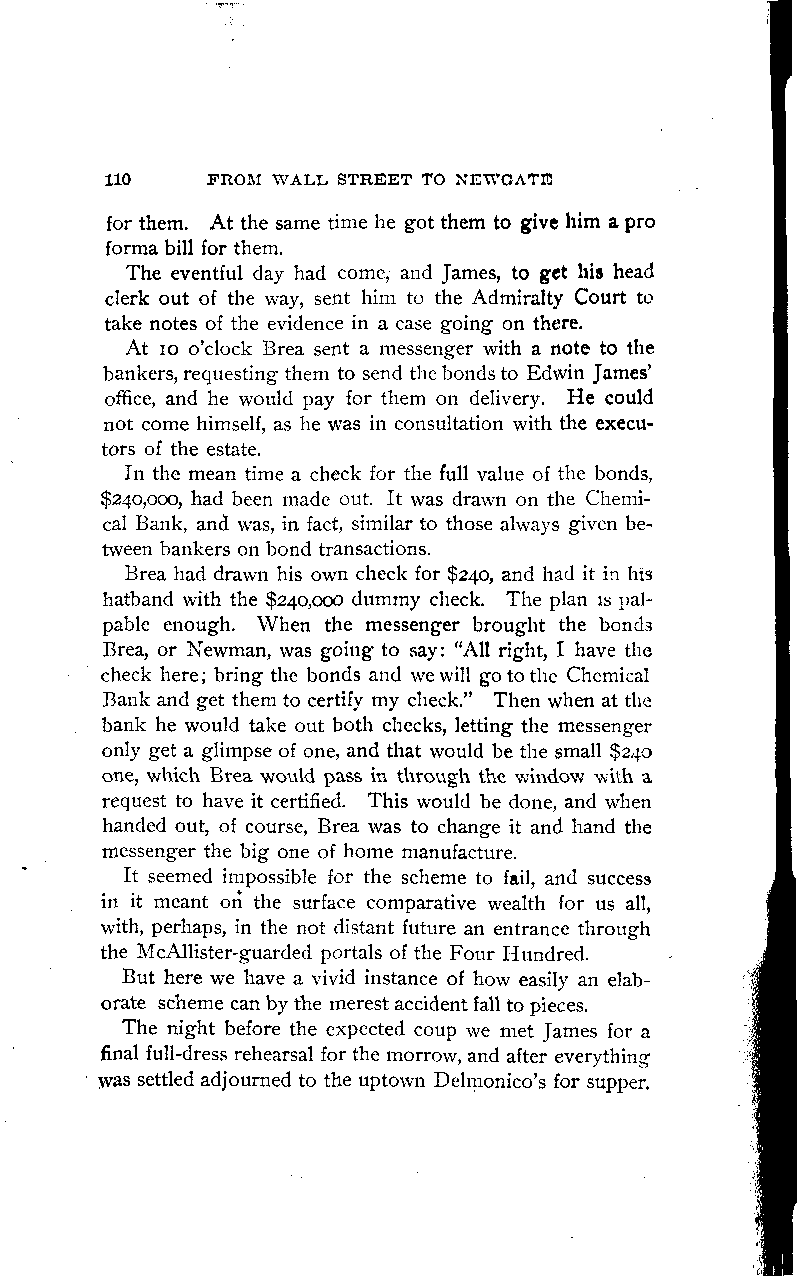 110 FROM WALL STREET TO NEWGATE
for them. At the same time he got them to give him a pro
forma bill for them.
The eventful day had come, and James, to get his head
clerk out of the way, sent him to the Admiralty Court to
take notes of the evidence in a case going on there.
At 10 o'clock Brea sent a messenger with a note to the
bankers, requesting them to send the bonds to Edwin James'
office, and he would pay for them on delivery. He could
not come himself, as he was in consultation with the execu-
tors of the estate.
In the mean time a check for the full value of the bonds,
$240,000, had been made out. It was drawn on the Chemi-
cal Bank, and was, in fact, similar to those always given be-
tween bankers on bond transactions.
Brea had drawn his own check for $240, and had it in his
hatband with the $240,000 dummy check. The plan is pal-
pable enough. When the messenger brought the bonds
Brea, or Newman, was going to say: "All right, I have the
check here; bring the bonds and we will go to the Chemical
Bank and get them to certify my check." Then when at the
bank he would take out both checks, letting the messenger
only get a glimpse of one, and that would be the small $240
one, which Brea would pass in through the window with a
request to have it certified. This would be done, and when
handed out, of course, Brea was to change it and hand the
messenger the big one of home manufacture.
It seemed impossible for the scheme to fail, and success
in it meant on the surface comparative wealth for us all,
with, perhaps, in the not distant future an entrance through
the McAllister-guarded portals of the Four Hundred.
But here we have a vivid instance of how easily an elab-
orate scheme can by the merest accident fall to pieces.
The night before the expected coup we met James for a
final full-dress rehearsal for the morrow, and after everything
was settled adjourned to the uptown Delmonico's for supper.